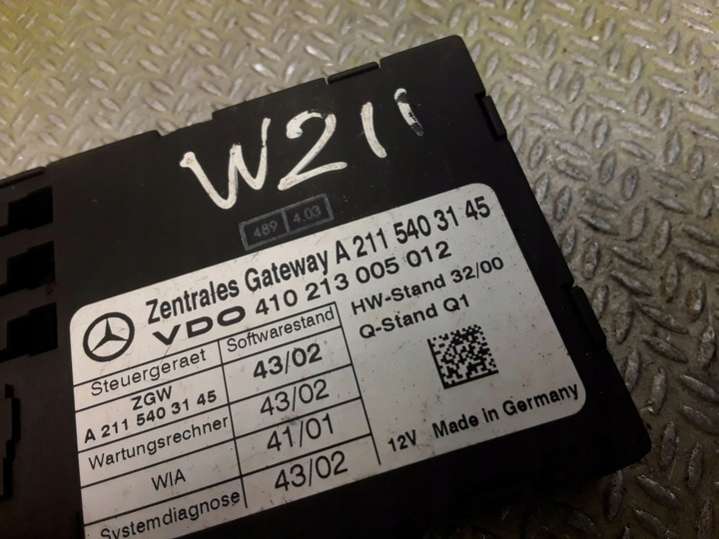 W211
489 4.03
Zentrales Gateway A 211 540 31 45
VDO 410 213 005 012
HW-Stand 32/00
Q-Stand Q1
Steuergeraet Softwarestand
ZGW 43/02
A 211 540 31 45 43/02
Wartungsrechner 41/01
WIA 43/02
Systemdiagnose
12V Made in Germany